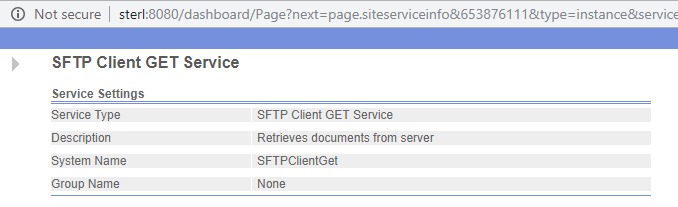 Not secure | sterl:8080/dashboard/Page?next=page.siteserviceinfo&653876111&type=instance&service
SFTP Client GET Service
Service Settings
Service Type SFTP Client GET Service
Description Retrieves documents from server
System Name SFTPClientGet
Group Name None